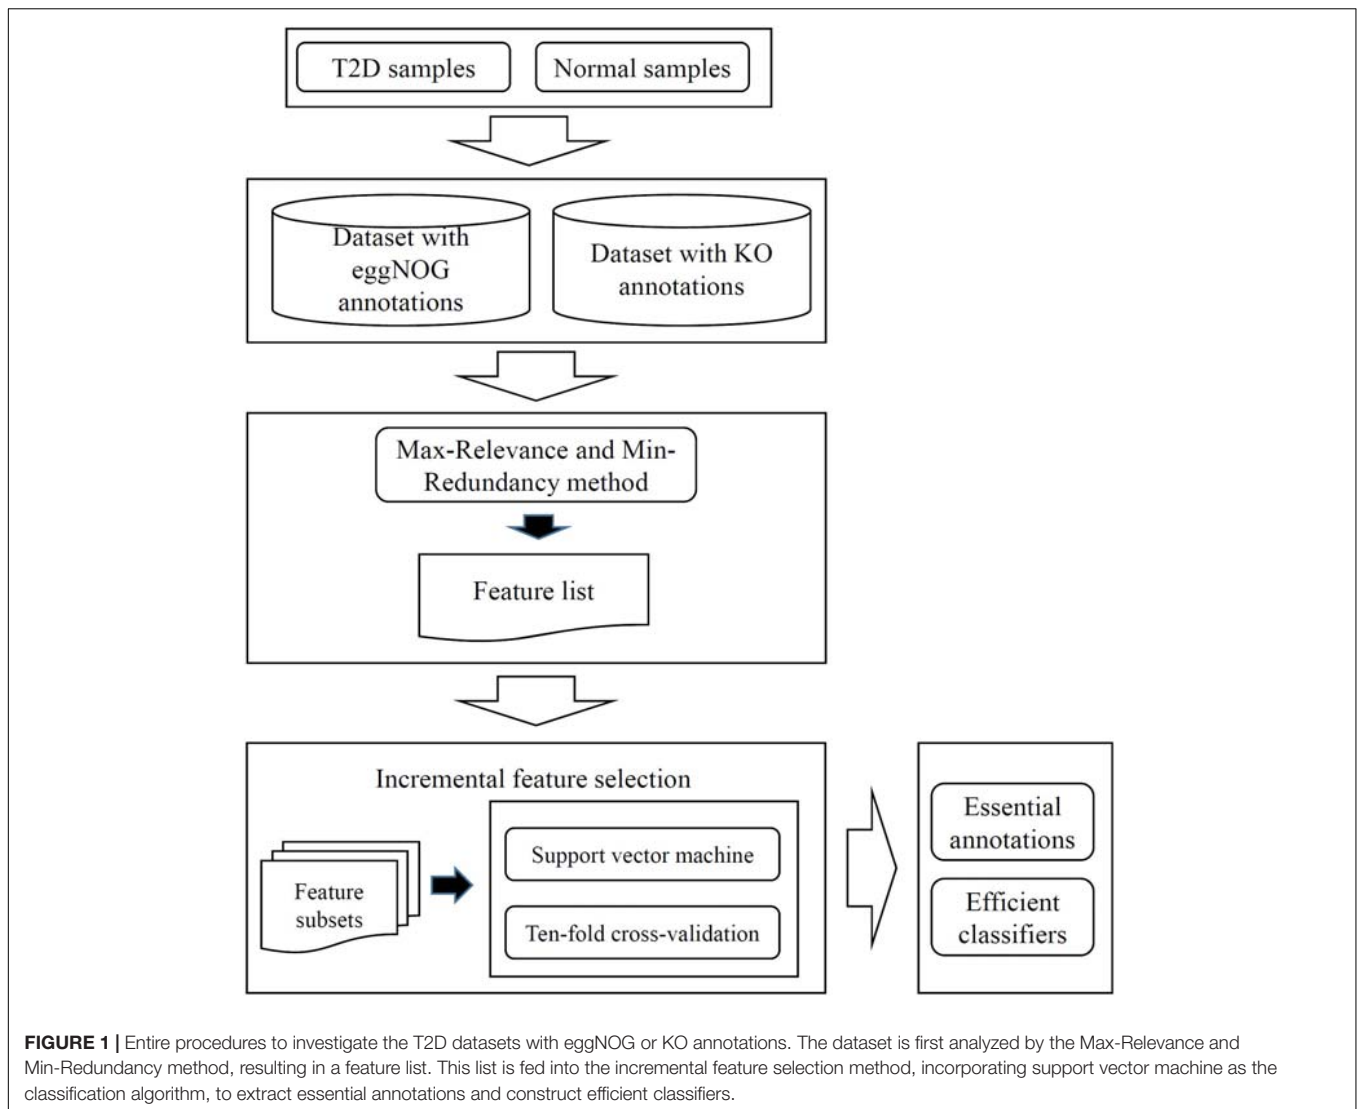 T2D samples
Normal samples
Dataset with
eggNOG
annotations
Dataset with KO
annotations
Max-Relevance and Min-
Redundancy method
Feature list
Incremental feature selection
Feature
subsets
Support vector machine
Ten-fold cross-validation
Essential
annotations
Efficient
classifiers
FIGURE 1 | Entire procedures to investigate the T2D datasets with eggNOG or KO annotations. The dataset is first analyzed by the Max-Relevance and
Min-Redundancy method, resulting in a feature list. This list is fed into the incremental feature selection method, incorporating support vector machine as the
classification algorithm, to extract essential annotations and construct efficient classifiers.